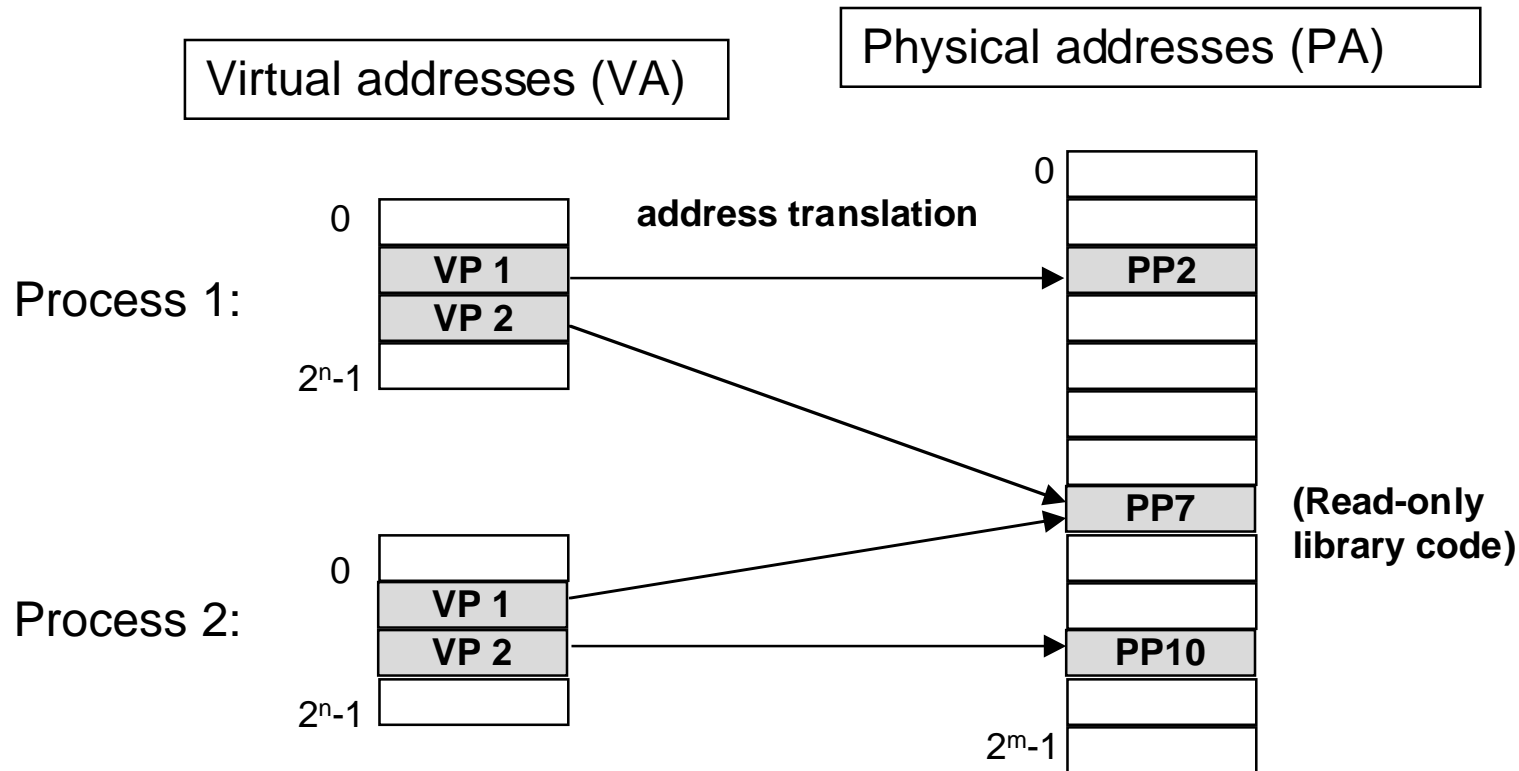 Virtual addresses (VA)
Physical addresses (PA)
address translation
Process 1:
0
VP 1
VP 2
2ⁿ-1
Process 2:
0
VP 1
VP 2
2ⁿ-1
0
PP2
PP7
(Read-only
library code)
PP10
2ᵐ-1